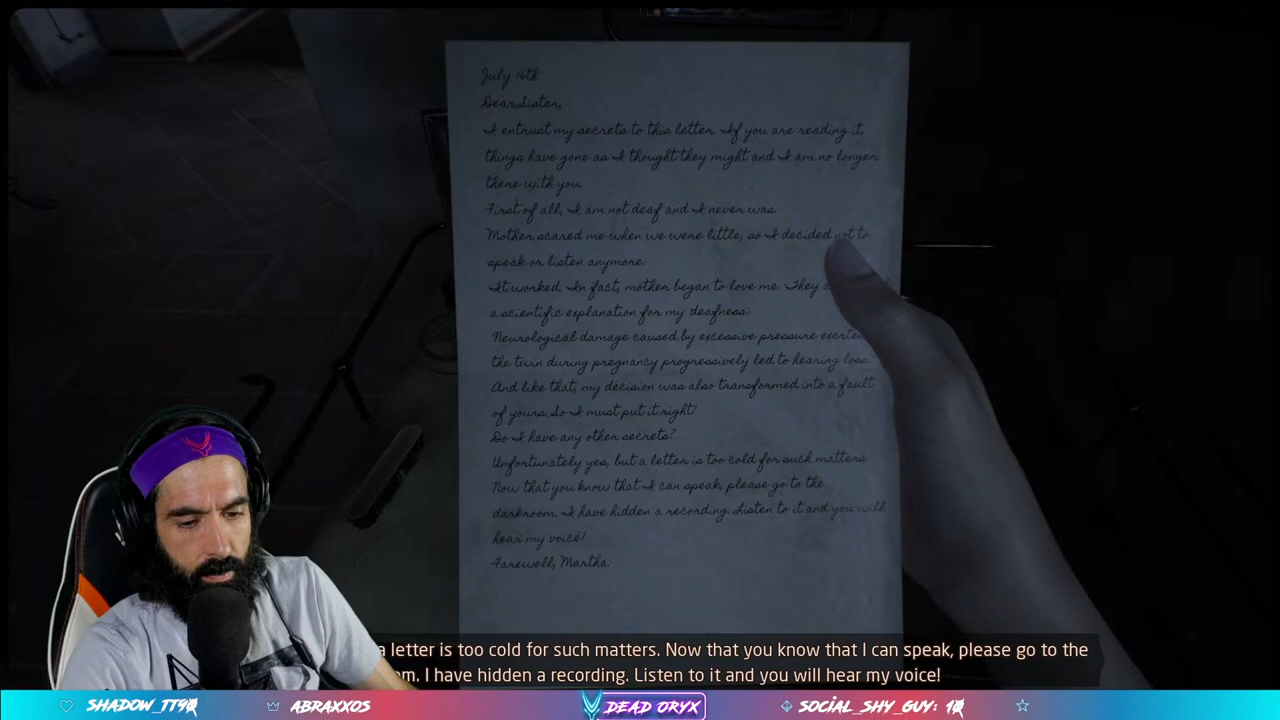 July 16th
Dear Sister,
I entrust my secrets to this letter. If you are reading it,
things have gone as I thought they might and I am no longer
there with you.
First of all, I am not deaf and I never was.
Mother scared me when we were little, so I decided not to
speak or listen anymore.
It worked. In fact, mother began to love me. They
a scientific explanation for my 'deafness'.
Neurological damage caused by excessive pressure exerted
the twin during pregnancy progressively led to hearing loss.'
And like that, my decision was also transformed into a fault
of yours. So I must put it right!
Do I have any other secrets?
Unfortunately yes, but a letter is too cold for such matters
Now that you know that I can speak, please go to the
darkroom. I have hidden a recording. Listen to it and you will
hear my voice!
Farewell, Martha
a letter is too cold for such matters. Now that you know that I can speak, please go to the
om. I have hidden a recording. Listen to it and you will hear my voice!
SHADOW_TT90 ABRAXXOS DEAD ORYX SOCIAL_SHY_GUY: 10